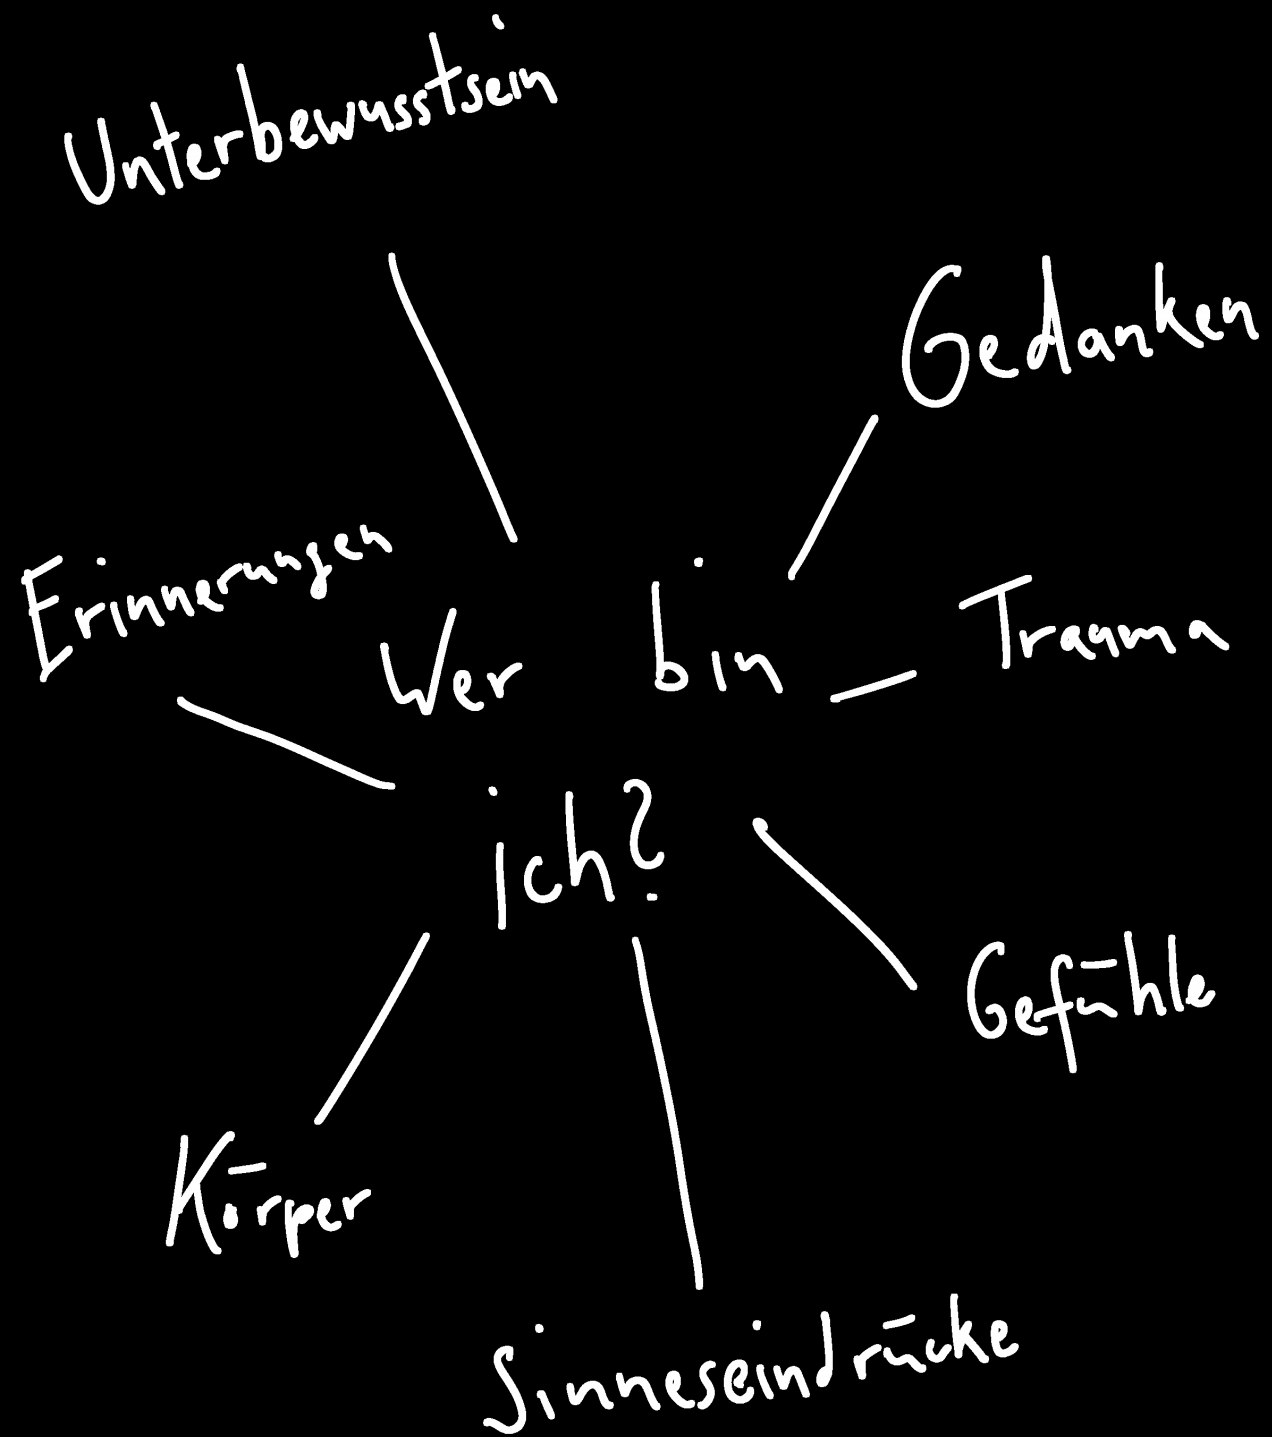 Unterbewusstsein
Gedanken
Erinnerungen
Trauma
Wer bin
ich?
Gefühle
Körper
Sinneseindrücke